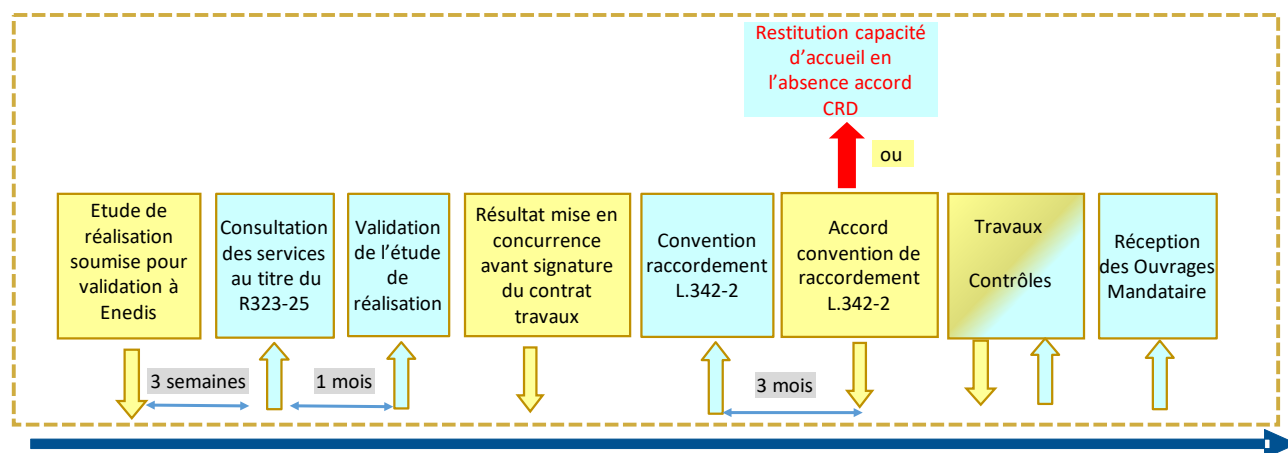 Restitution capacité
d'accueil en
l'absence accord
CRD
ou
Etude de
réalisation
soumise pour
validation à
Enedis
Consultation
des services
au titre du
R323-25
Validation
de l'étude
de
réalisation
Résultat mise en
concurrence
avant signature
du contrat
travaux
Convention
raccordement
L.342-2
Accord
convention de
raccordement
L.342-2
Travaux
Contrôles
Réception
des Ouvrages
Mandataire
3 semaines
1 mois
3 mois